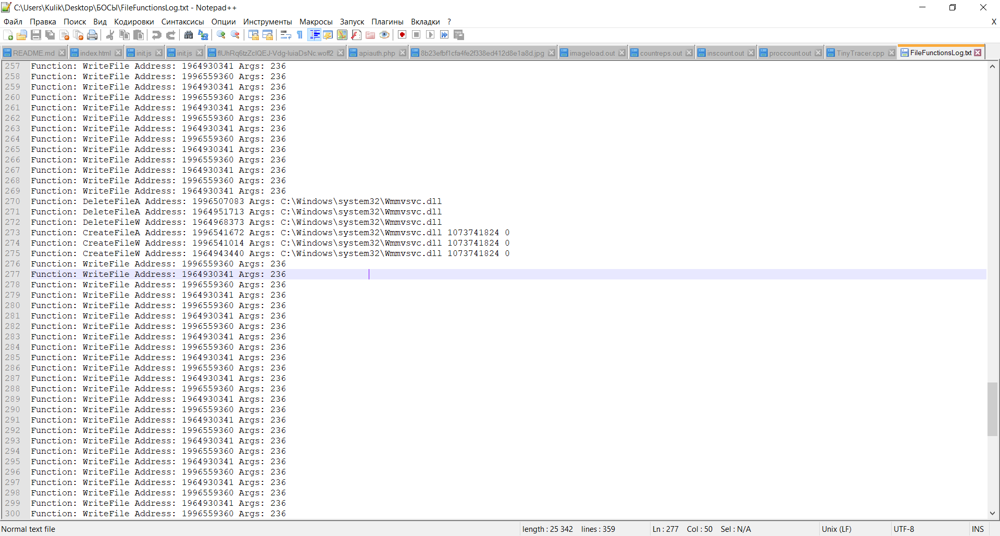 C:\Users\Kulik\Desktop\БОСЫ\FileFunctionsLog.txt - Notepad++
Файл Правка Поиск Вид Кодировки Синтаксисы Опции Инструменты Макросы Запуск Плагины Вкладки ? X
README.md index.html init.js init.js flUhRq6tzZclQEJ-Vdg-IuiaDsNc.woff2 apiauth.php 8b23efbf1cfa4fe2f338ed412d8e1a8d.jpg imageload.out countreps.out inscount.out proccount.out TinyTracer.cpp FileFunctionsLog.txt
257 Function: WriteFile Address: 1964930341 Args: 236
258 Function: WriteFile Address: 1996559360 Args: 236
259 Function: WriteFile Address: 1964930341 Args: 236
260 Function: WriteFile Address: 1996559360 Args: 236
261 Function: WriteFile Address: 1964930341 Args: 236
262 Function: WriteFile Address: 1996559360 Args: 236
263 Function: WriteFile Address: 1964930341 Args: 236
264 Function: WriteFile Address: 1996559360 Args: 236
265 Function: WriteFile Address: 1964930341 Args: 236
266 Function: WriteFile Address: 1996559360 Args: 236
267 Function: WriteFile Address: 1964930341 Args: 236
268 Function: WriteFile Address: 1996559360 Args: 236
269 Function: WriteFile Address: 1964930341 Args: 236
270 Function: DeleteFileA Address: 1996507083 Args: C:\Windows\system32\Wmmvsvc.dll
271 Function: DeleteFileA Address: 1964951713 Args: C:\Windows\system32\Wmmvsvc.dll
272 Function: DeleteFileW Address: 1964968373 Args: C:\Windows\system32\Wmmvsvc.dll
273 Function: CreateFileA Address: 1996541672 Args: C:\Windows\system32\Wmmvsvc.dll 1073741824 0
274 Function: CreateFileW Address: 1996541014 Args: C:\Windows\system32\Wmmvsvc.dll 1073741824 0
275 Function: CreateFileW Address: 1964943440 Args: C:\Windows\system32\Wmmvsvc.dll 1073741824 0
276 Function: WriteFile Address: 1996559360 Args: 236
277 Function: WriteFile Address: 1964930341 Args: 236
278 Function: WriteFile Address: 1996559360 Args: 236
279 Function: WriteFile Address: 1964930341 Args: 236
280 Function: WriteFile Address: 1996559360 Args: 236
281 Function: WriteFile Address: 1964930341 Args: 236
282 Function: WriteFile Address: 1996559360 Args: 236
283 Function: WriteFile Address: 1964930341 Args: 236
284 Function: WriteFile Address: 1996559360 Args: 236
285 Function: WriteFile Address: 1964930341 Args: 236
286 Function: WriteFile Address: 1996559360 Args: 236
287 Function: WriteFile Address: 1964930341 Args: 236
288 Function: WriteFile Address: 1996559360 Args: 236
289 Function: WriteFile Address: 1964930341 Args: 236
290 Function: WriteFile Address: 1996559360 Args: 236
291 Function: WriteFile Address: 1964930341 Args: 236
292 Function: WriteFile Address: 1996559360 Args: 236
293 Function: WriteFile Address: 1964930341 Args: 236
294 Function: WriteFile Address: 1996559360 Args: 236
295 Function: WriteFile Address: 1964930341 Args: 236
296 Function: WriteFile Address: 1996559360 Args: 236
297 Function: WriteFile Address: 1964930341 Args: 236
298 Function: WriteFile Address: 1996559360 Args: 236
299 Function: WriteFile Address: 1964930341 Args: 236
300 Function: WriteFile Address: 1996559360 Args: 236
Normal text file length : 25 342 lines : 359 Ln : 277 Col : 50 Sel : N/A Unix (LF) UTF-8 INS